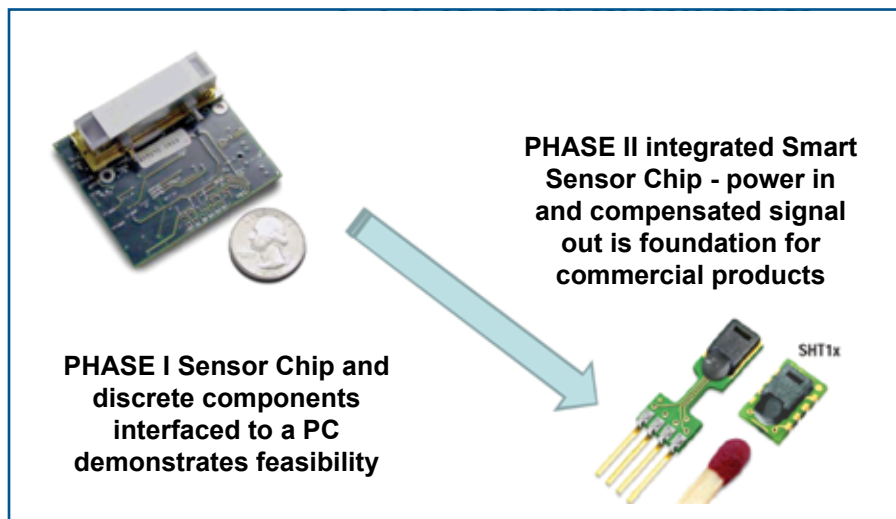 PHASE II integrated Smart
Sensor Chip - power in
and compensated signal
out is foundation for
commercial products
SHT1x
PHASE I Sensor Chip and
discrete components
interfaced to a PC
demonstrates feasibility